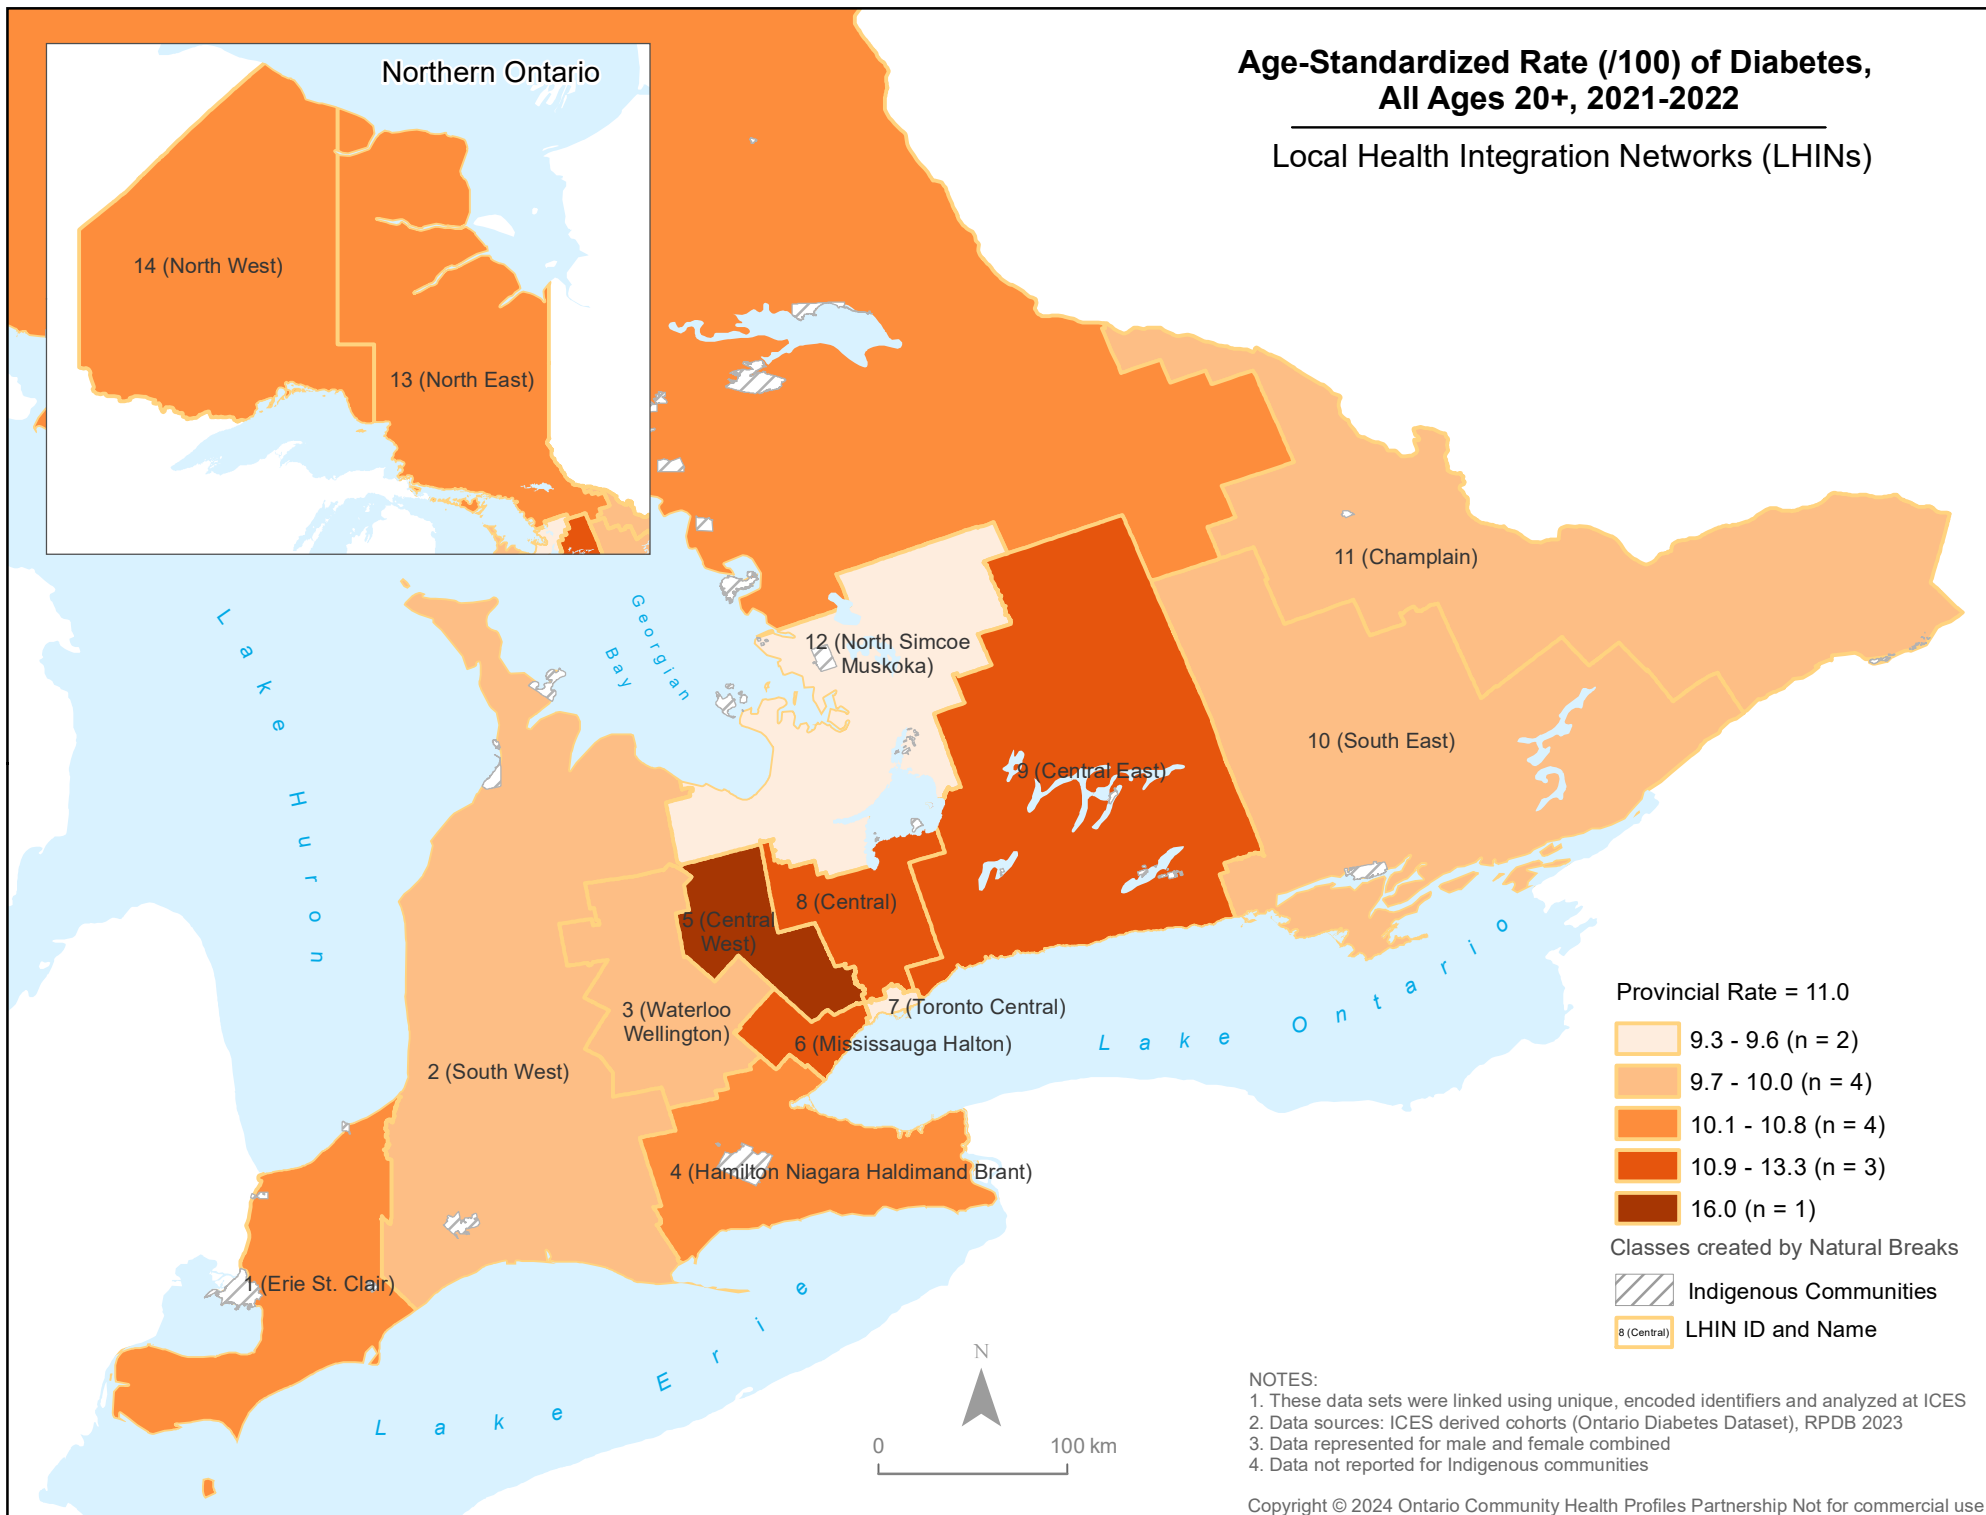 Age-Standardized Rate (/100) of Diabetes,
All Ages 20+, 2021-2022
Local Health Integration Networks (LHINs)
Northern Ontario
14 (North West)
13 (North East)
11 (Champlain)
12 (North Simcoe
Muskoka)
10 (South East)
9 (Central East)
8 (Central)
5 (Central
West)
7 (Toronto Central)
3 (Waterloo
Wellington)
6 (Mississauga Halton)
2 (South West)
4 (Hamilton Niagara Haldimand Brant)
1 (Erie St. Clair)
Lake Huron
Georgian
Bay
Lake Ontario
Lake Erie
Provincial Rate = 11.0
9.3 - 9.6 (n = 2)
9.7 - 10.0 (n = 4)
10.1 - 10.8 (n = 4)
10.9 - 13.3 (n = 3)
16.0 (n = 1)
Classes created by Natural Breaks
Indigenous Communities
8 (Central) LHIN ID and Name
N
0 100 km
NOTES:
1. These data sets were linked using unique, encoded identifiers and analyzed at ICES
2. Data sources: ICES derived cohorts (Ontario Diabetes Dataset), RPDB 2023
3. Data represented for male and female combined
4. Data not reported for Indigenous communities
Copyright © 2024 Ontario Community Health Profiles Partnership Not for commercial use